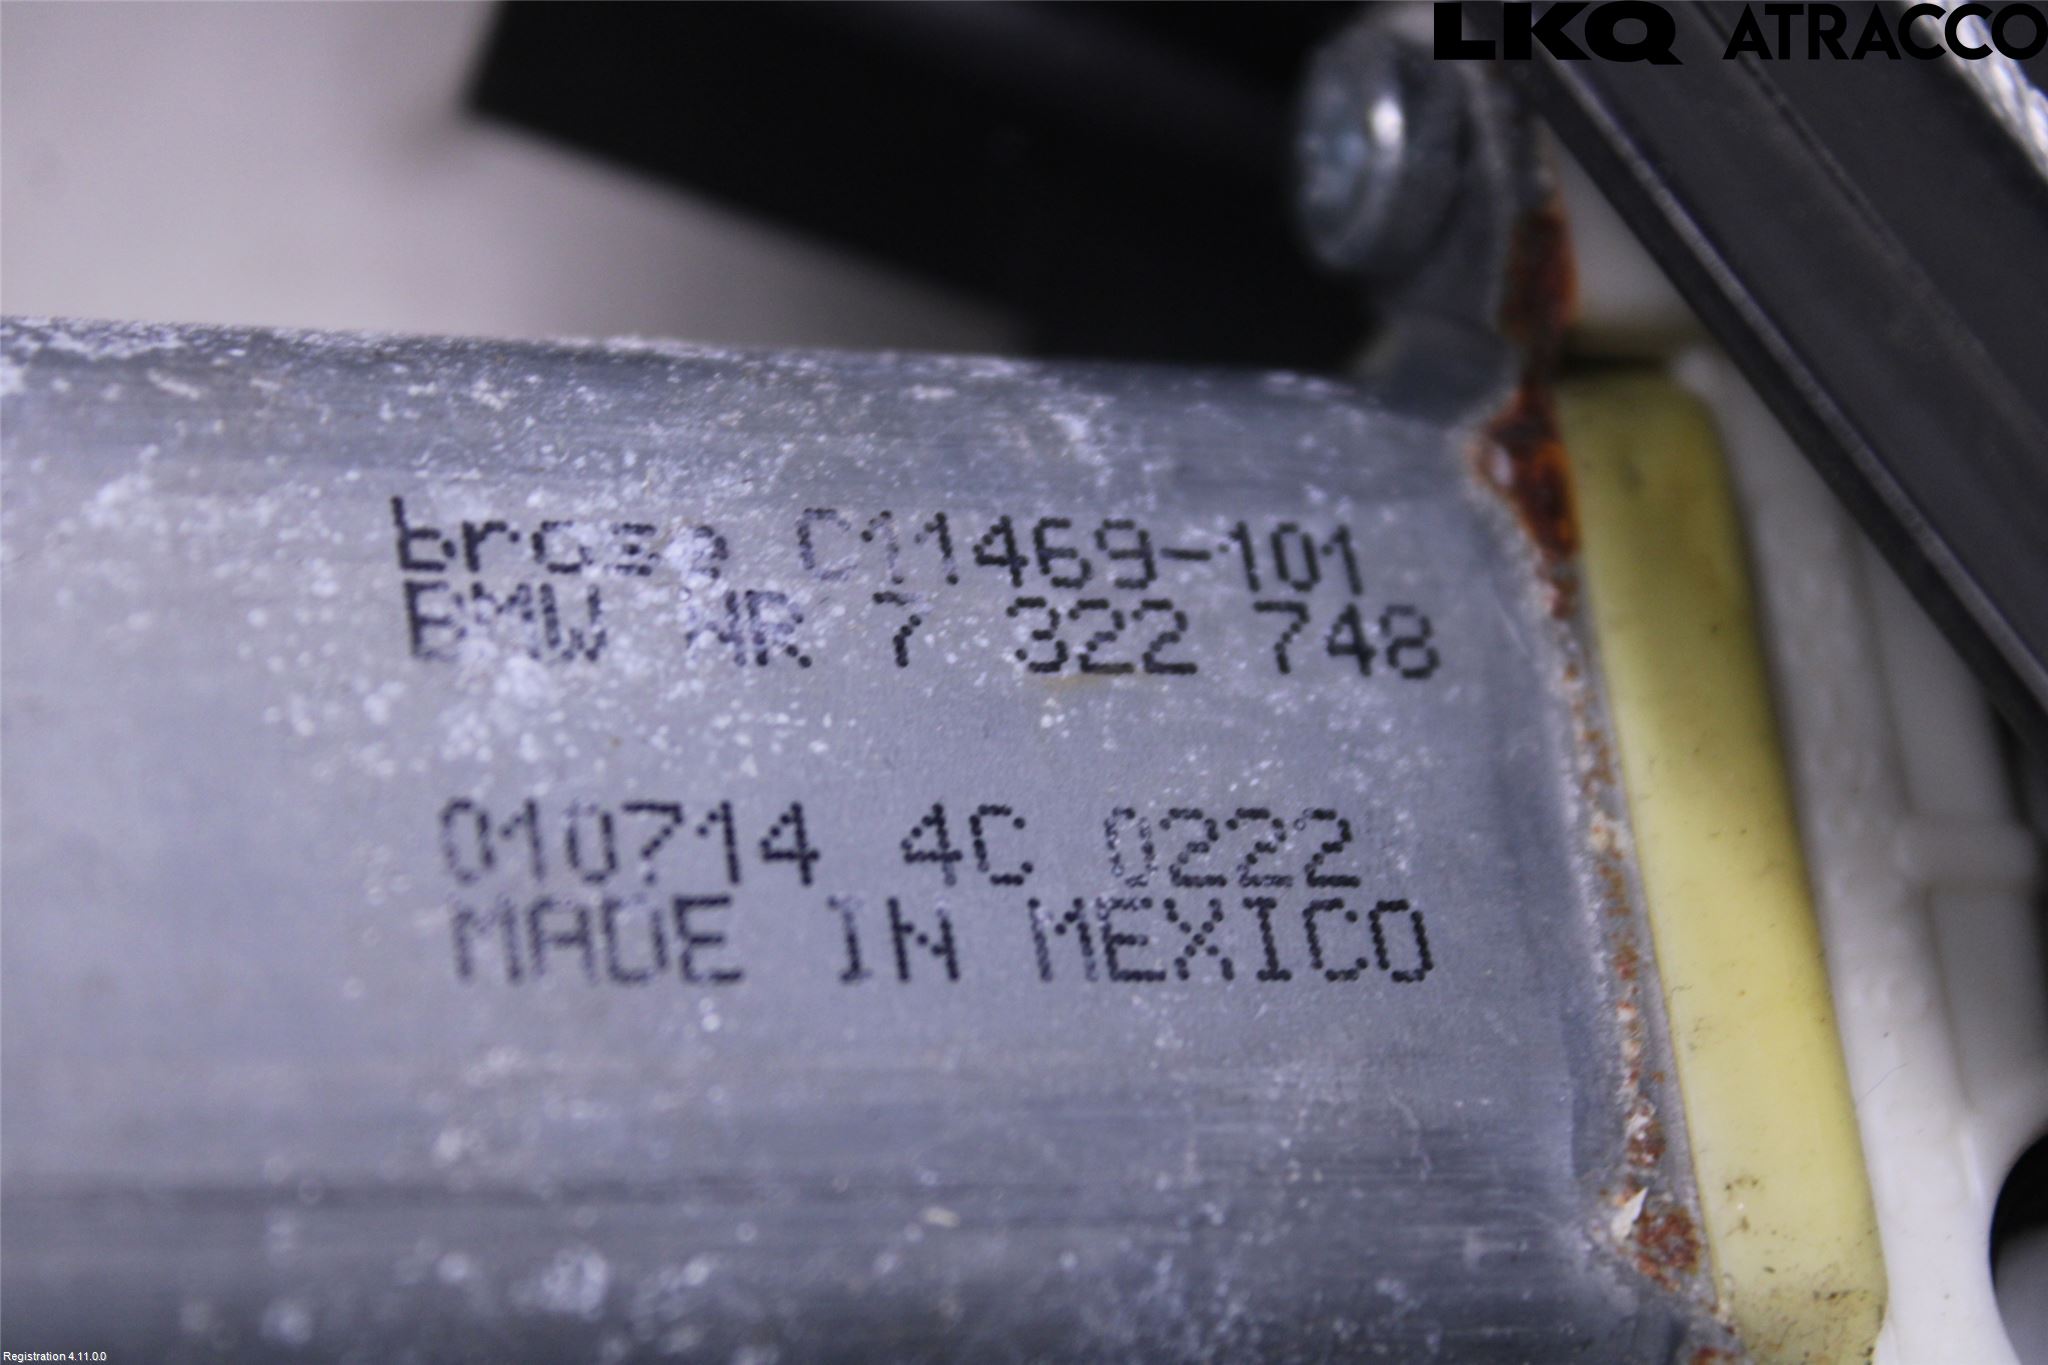 LKQ ATRACCO
brose C11469-101
BMW NR 7 322 748
010714 4C 0222
MADE IN MEXICO
Registration 4.11.0.0